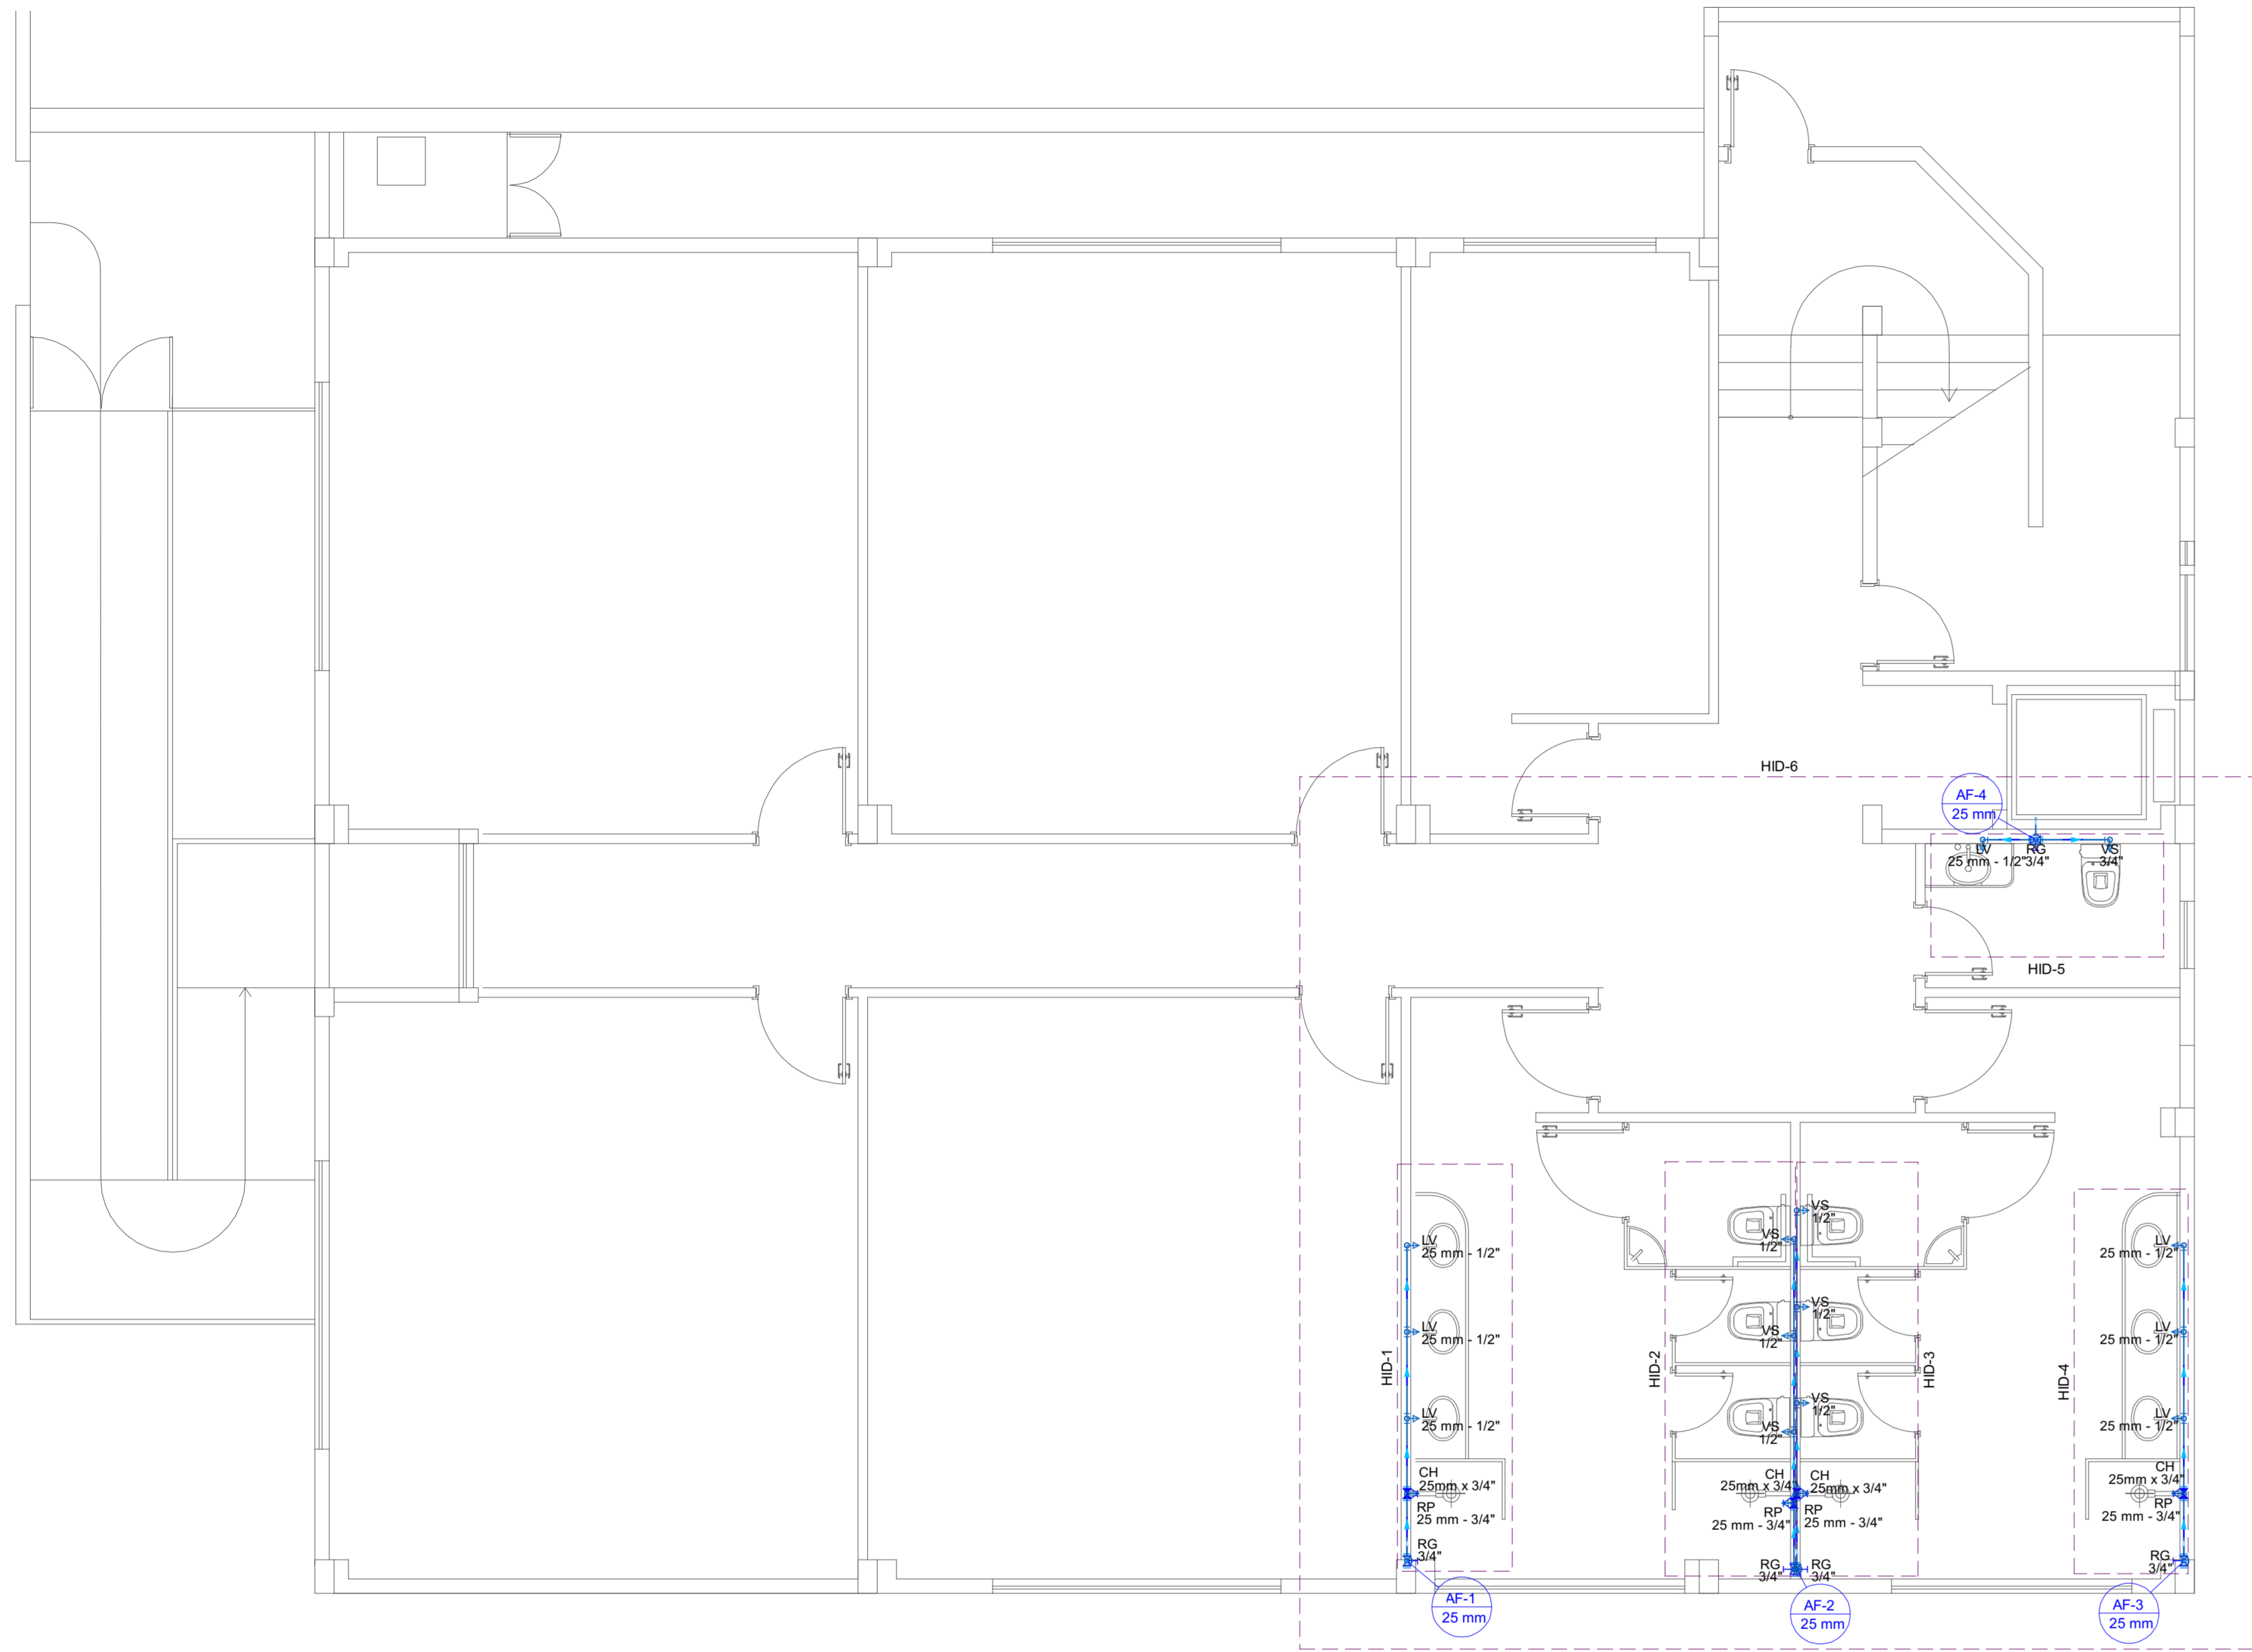 HID-6
AF-4
25 mm
LV
25 mm - 1/2"
RG
3/4"
VS
3/4"
HID-5
HID-1
LV
25 mm - 1/2"
LV
25 mm - 1/2"
LV
25 mm - 1/2"
CH
25mm x 3/4"
RP
25 mm - 3/4"
RG
3/4"
AF-1
25 mm
HID-2
VS
1/2"
VS
1/2"
VS
1/2"
CH
25mm x 3/4"
RP
25 mm - 3/4"
RG
3/4"
VS
1/2"
VS
1/2"
VS
1/2"
CH
25mm x 3/4"
RP
25 mm - 3/4"
RG
3/4"
HID-3
AF-2
25 mm
HID-4
LV
25 mm - 1/2"
LV
25 mm - 1/2"
LV
25 mm - 1/2"
CH
25mm x 3/4"
RP
25 mm - 3/4"
RG
3/4"
AF-3
25 mm